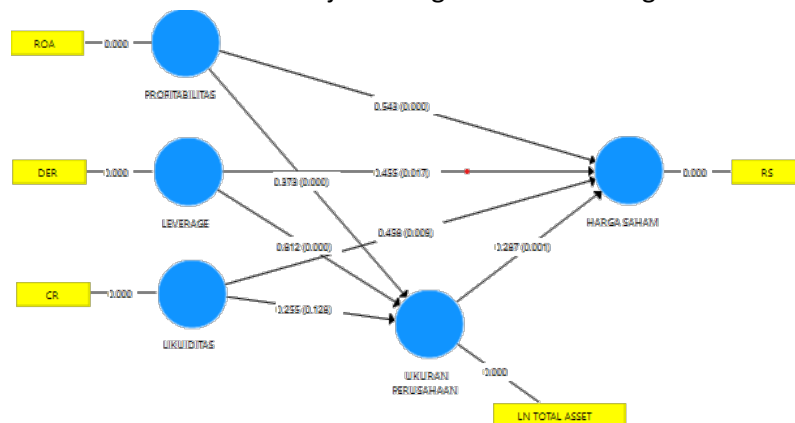 ROA
0.000
PROFITABILITAS
0.543 (0.000)
DER
0.000
0.373 (0.000)
0.455 (0.017)
0.000
RS
LEVERAGE
HARGA SAHAM
0.458 (0.009)
0.612 (0.000)
0.287 (0.001)
CR
0.000
0.255 (0.128)
LIKUIDITAS
UKURAN
PERUSAHAAN
0.000
LN TOTAL ASSET